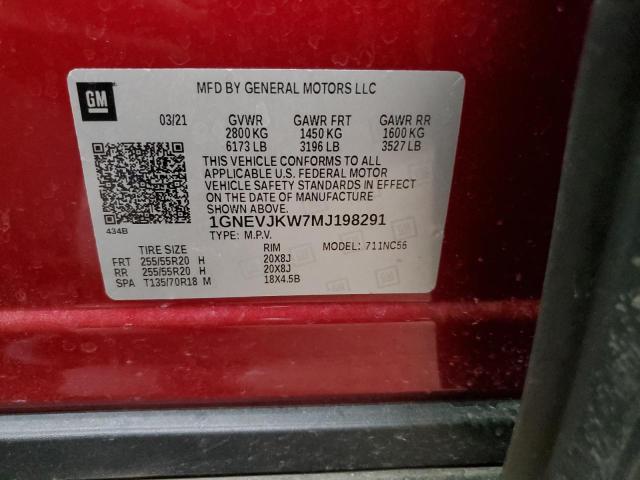 GM
MFD BY GENERAL MOTORS LLC
03/21 GVWR GAWR FRT GAWR RR
2800 KG 1450 KG 1600 KG
6173 LB 3196 LB 3527 LB
THIS VEHICLE CONFORMS TO ALL
APPLICABLE U.S. FEDERAL MOTOR
VEHICLE SAFETY STANDARDS IN EFFECT
ON THE DATE OF MANUFACTURE
SHOWN ABOVE.
434B
1GNEVJKW7MJ198291
TYPE: M.P.V. MODEL: 711NC56
TIRE SIZE RIM
FRT 255/55R20 H 20X8J
RR 255/55R20 H 20X8J
SPA T135/70R18 M 18X4.5B